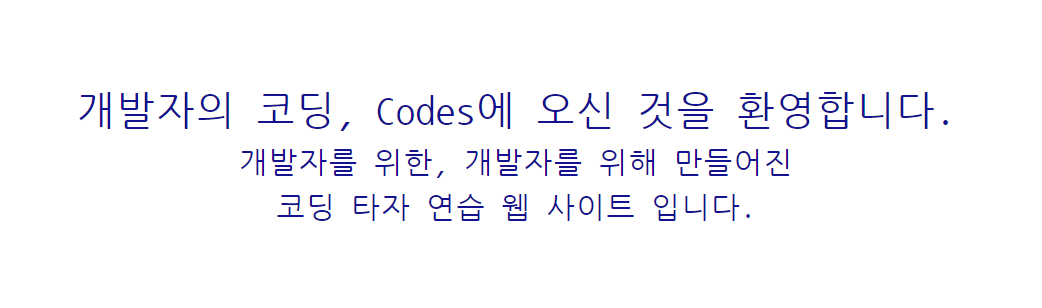 개발자의 코딩, Codes에 오신 것을 환영합니다.
개발자를 위한, 개발자를 위해 만들어진
코딩 타자 연습 웹 사이트 입니다.